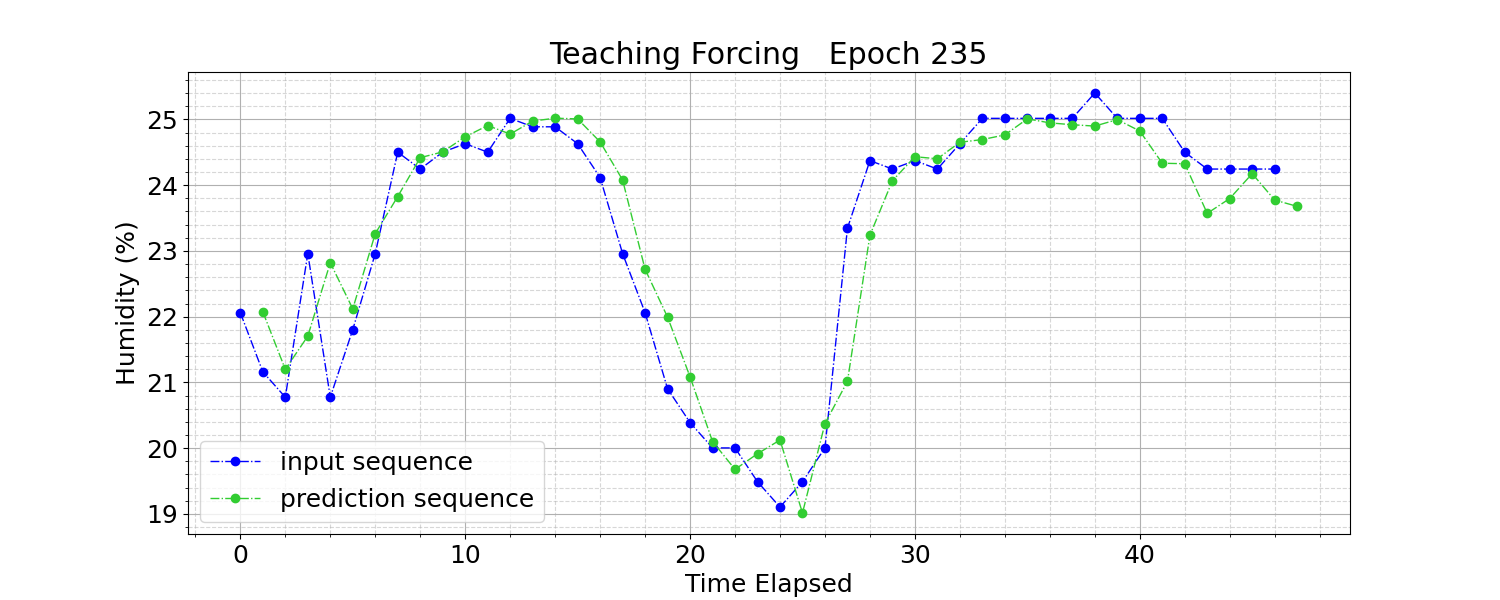 Teaching Forcing   Epoch 235
Humidity (%)
25
24
23
22
21
20
19
input sequence
prediction sequence
0 10 20 30 40
Time Elapsed